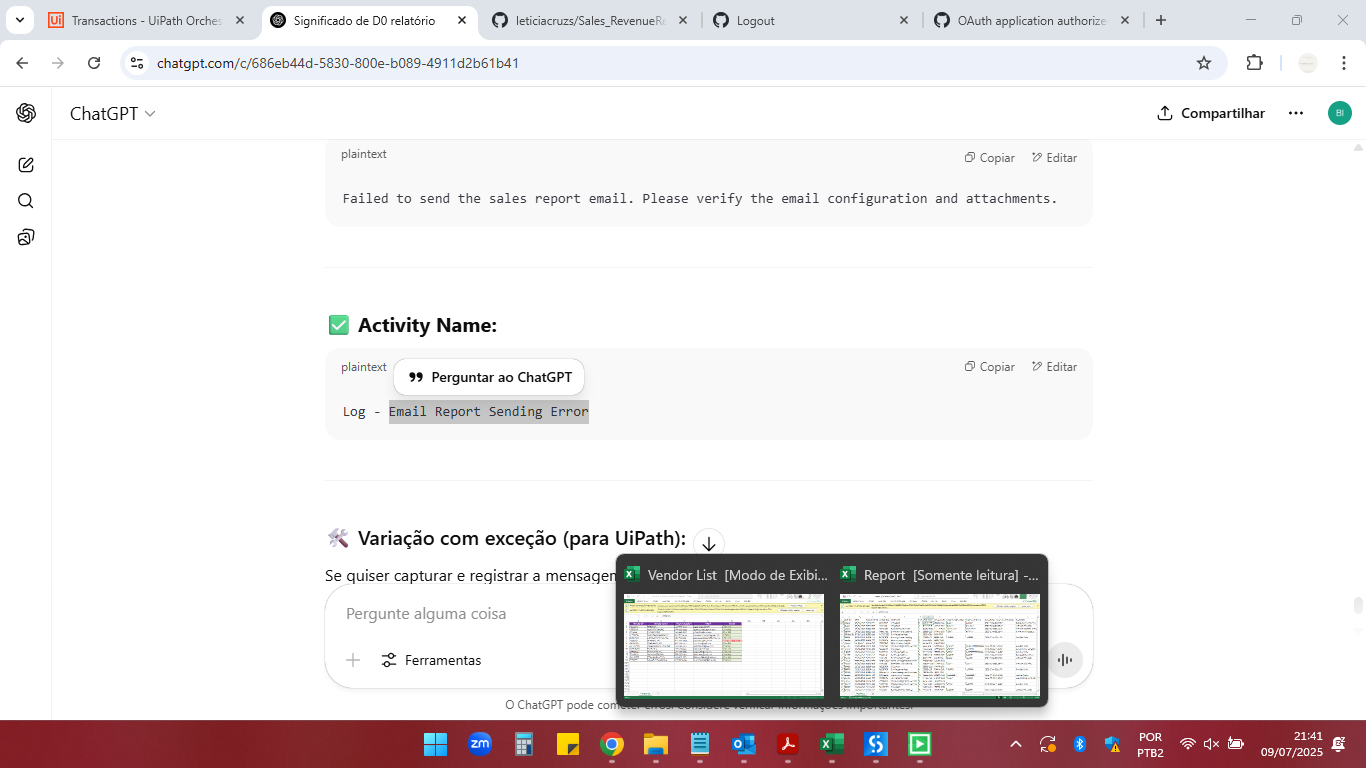 Transactions - UiPath Orches
Significado de D0 relatório
leticiacruzs/Sales_RevenueRe
Logout
OAuth application authorize
chatgpt.com/c/686eb44d-5830-800e-b089-4911d2b61b41
ChatGPT
Compartilhar
BI
plaintext
Copiar
Editar
Failed to send the sales report email. Please verify the email configuration and attachments.
Activity Name:
plaintext
Perguntar ao ChatGPT
Copiar
Editar
Log - Email Report Sending Error
Variação com exceção (para UiPath):
Se quiser capturar e registrar a mensagem
Vendor List [Modo de Exibi...
Report [Somente leitura] -...
Pergunte alguma coisa
Ferramentas
O ChatGPT pode cometer erros. Considere verificar informações importantes.
zm
POR
PTB2
21:41
09/07/2025